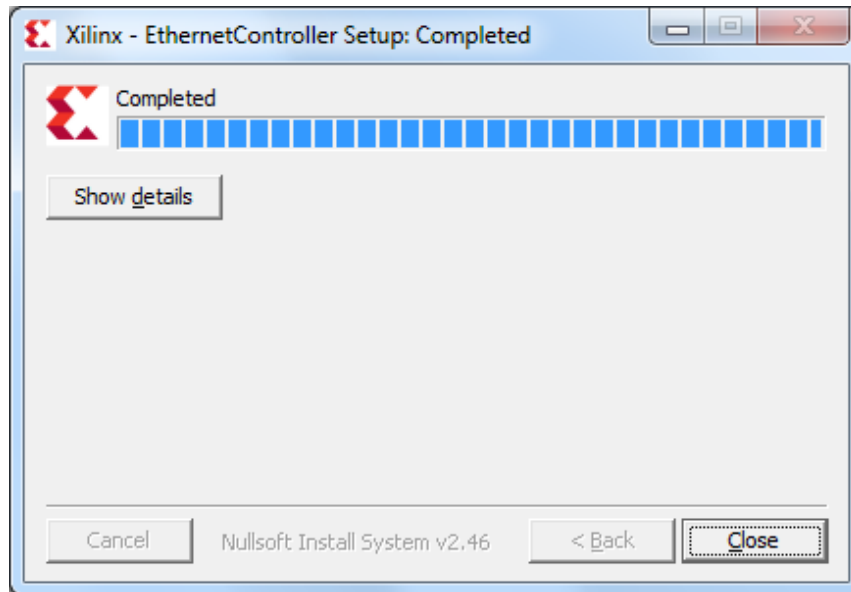 Xilinx - EthernetController Setup: Completed
Completed
Show details
Cancel
Nullsoft Install System v2.46
< Back
Close